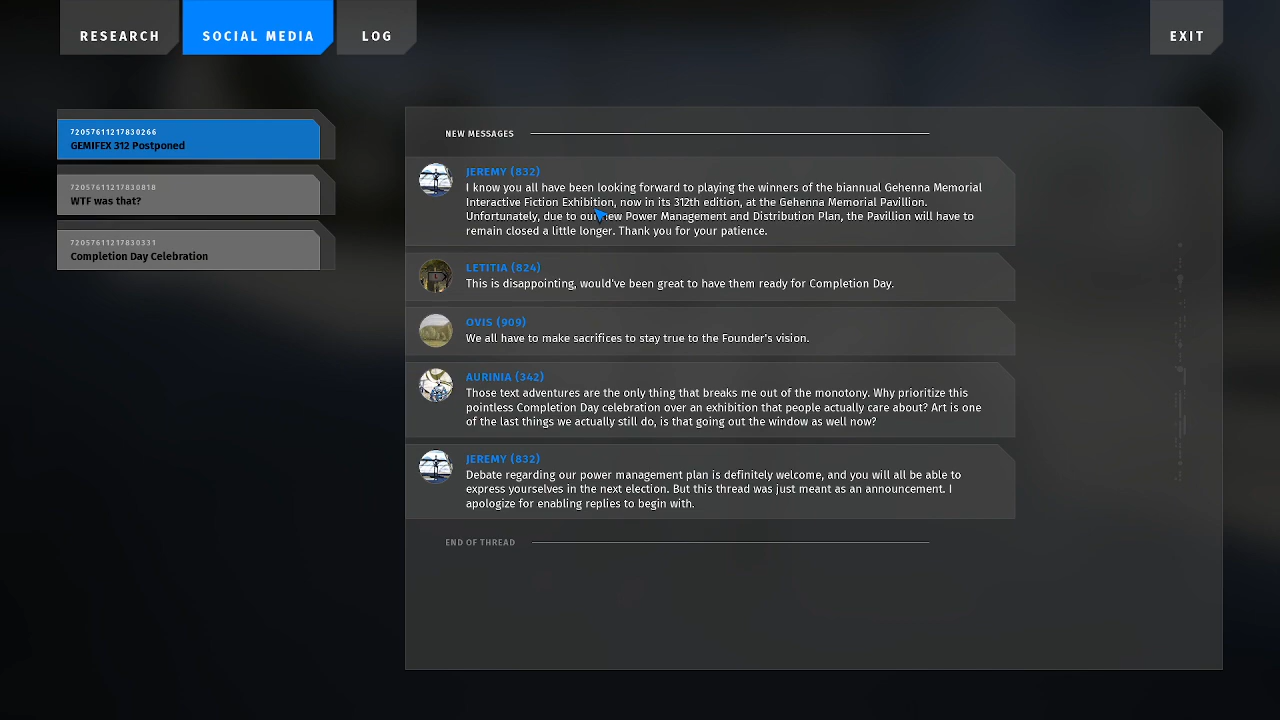 RESEARCH
SOCIAL MEDIA
LOG
EXIT
72057611217830266
GEMIFEX 312 Postponed
72057611217830818
WTF was that?
72057611217830331
Completion Day Celebration
NEW MESSAGES
JEREMY (832)
I know you all have been looking forward to playing the winners of the biannual Gehenna Memorial
Interactive Fiction Exhibition, now in its 312th edition, at the Gehenna Memorial Pavillion.
Unfortunately, due to our new Power Management and Distribution Plan, the Pavillion will have to
remain closed a little longer. Thank you for your patience.
LETITIA (824)
This is disappointing, would've been great to have them ready for Completion Day.
OVIS (909)
We all have to make sacrifices to stay true to the Founder's vision.
AURINIA (342)
Those text adventures are the only thing that breaks me out of the monotony. Why prioritize this
pointless Completion Day celebration over an exhibition that people actually care about? Art is one
of the last things we actually still do, is that going out the window as well now?
JEREMY (832)
Debate regarding our power management plan is definitely welcome, and you will all be able to
express yourselves in the next election. But this thread was just meant as an announcement. I
apologize for enabling replies to begin with.
END OF THREAD